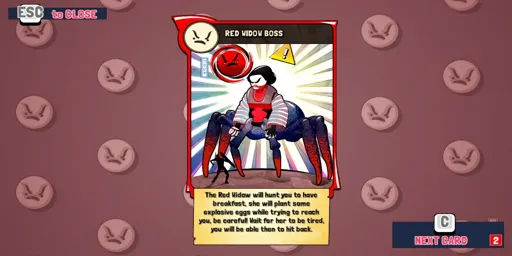 ESC to CLOSE
RED WIDOW BOSS
The Red Widow will hunt you to have
breakfast, she will plant some
explosive eggs while trying to reach
you, be careful! Wait for her to be tired,
you will be able then to hit back.
C
NEXT CARD 2